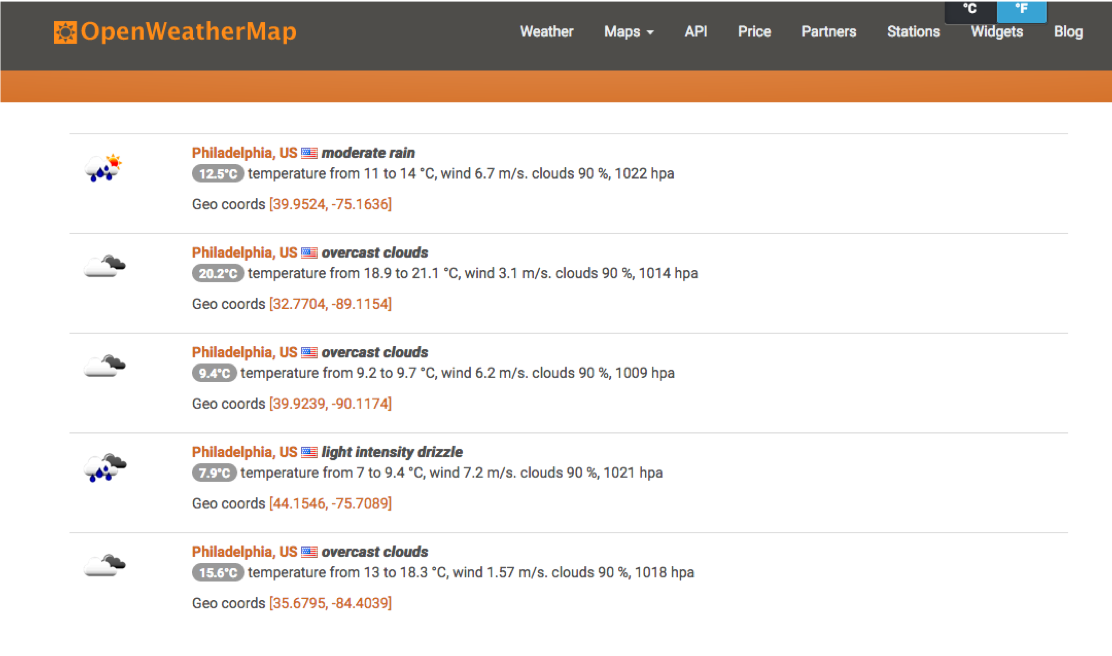 °C °F
OpenWeatherMap
Weather Maps API Price Partners Stations Widgets Blog
Philadelphia, US moderate rain
12.5°C temperature from 11 to 14 °C, wind 6.7 m/s. clouds 90 %, 1022 hpa
Geo coords [39.9524, -75.1636]
Philadelphia, US overcast clouds
20.2°C temperature from 18.9 to 21.1 °C, wind 3.1 m/s. clouds 90 %, 1014 hpa
Geo coords [32.7704, -89.1154]
Philadelphia, US overcast clouds
9.4°C temperature from 9.2 to 9.7 °C, wind 6.2 m/s. clouds 90 %, 1009 hpa
Geo coords [39.9239, -90.1174]
Philadelphia, US light intensity drizzle
7.9°C temperature from 7 to 9.4 °C, wind 7.2 m/s. clouds 90 %, 1021 hpa
Geo coords [44.1546, -75.7089]
Philadelphia, US overcast clouds
15.6°C temperature from 13 to 18.3 °C, wind 1.57 m/s. clouds 90 %, 1018 hpa
Geo coords [35.6795, -84.4039]